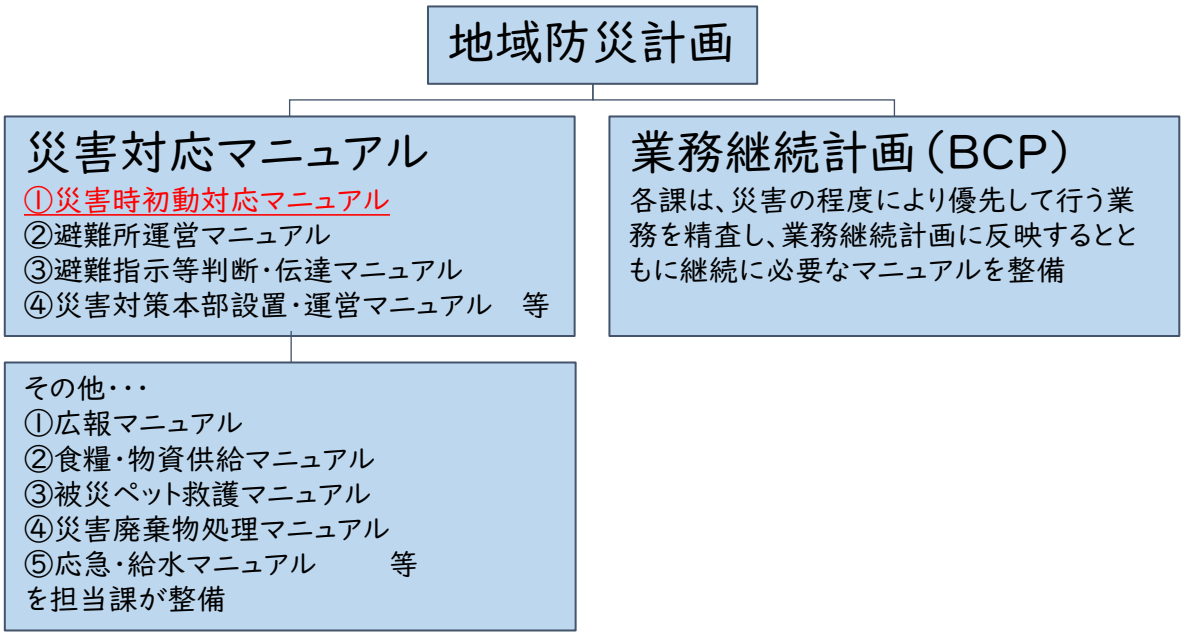 地域防災計画
災害対応マニュアル
①災害時初動対応マニュアル
②避難所運営マニュアル
③避難指示等判断・伝達マニュアル
④災害対策本部設置・運営マニュアル　等
業務継続計画（BCP）
各課は、災害の程度により優先して行う業
務を精査し、業務継続計画に反映するとと
もに継続に必要なマニュアルを整備
その他・・・
①広報マニュアル
②食糧・物資供給マニュアル
③被災ペット救護マニュアル
④災害廃棄物処理マニュアル
⑤応急・給水マニュアル　　　等
を担当課が整備